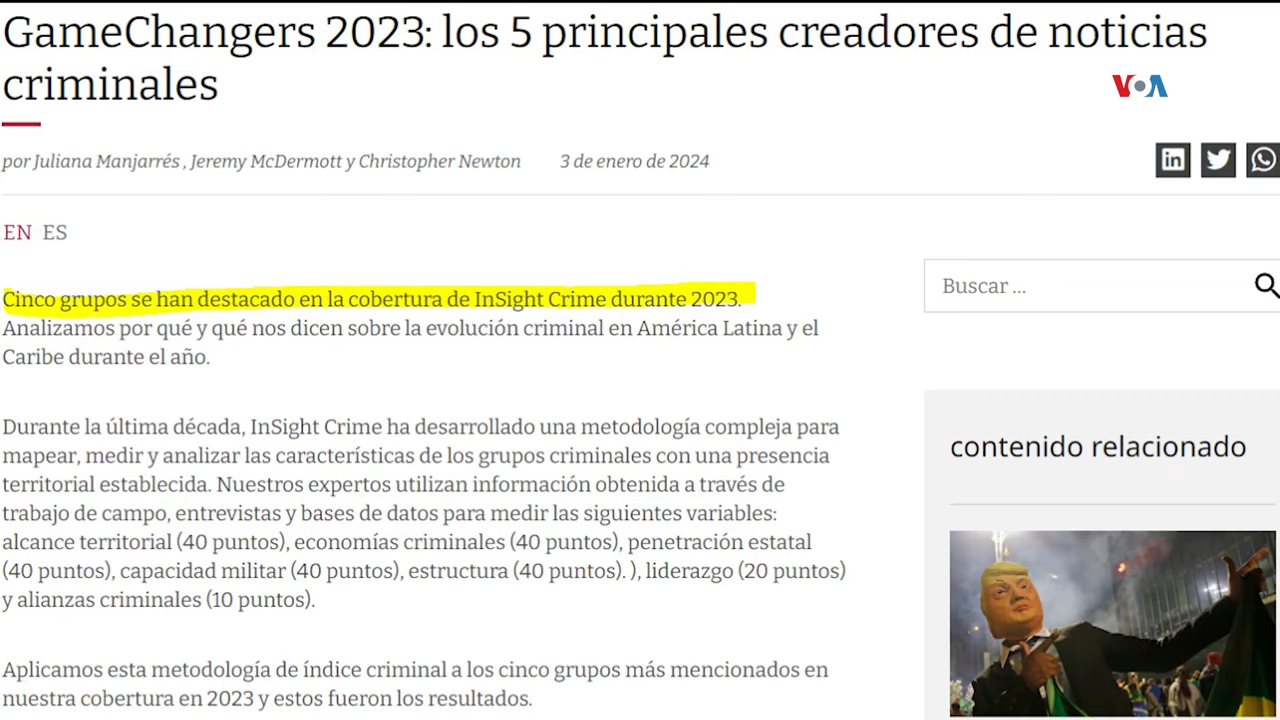 GameChangers 2023: los 5 principales creadores de noticias
criminales
VOA
por Juliana Manjarrés , Jeremy McDermott y Christopher Newton 3 de enero de 2024
EN ES
Cinco grupos se han destacado en la cobertura de InSight Crime durante 2023.
Analizamos por qué y qué nos dicen sobre la evolución criminal en América Latina y el
Caribe durante el año.
Buscar ...
Durante la última década, InSight Crime ha desarrollado una metodología compleja para
mapear, medir y analizar las características de los grupos criminales con una presencia
territorial establecida. Nuestros expertos utilizan información obtenida a través de
trabajo de campo, entrevistas y bases de datos para medir las siguientes variables:
alcance territorial (40 puntos), economías criminales (40 puntos), penetración estatal
(40 puntos), capacidad militar (40 puntos), estructura (40 puntos). ), liderazgo (20 puntos)
y alianzas criminales (10 puntos).
Aplicamos esta metodología de índice criminal a los cinco grupos más mencionados en
nuestra cobertura en 2023 y estos fueron los resultados.
contenido relacionado